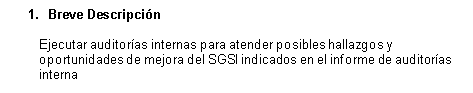 1. Breve Descripción
Ejecutar auditorías internas para atender posibles hallazgos y
oportunidades de mejora del SGSI indicados en el informe de auditorías
interna